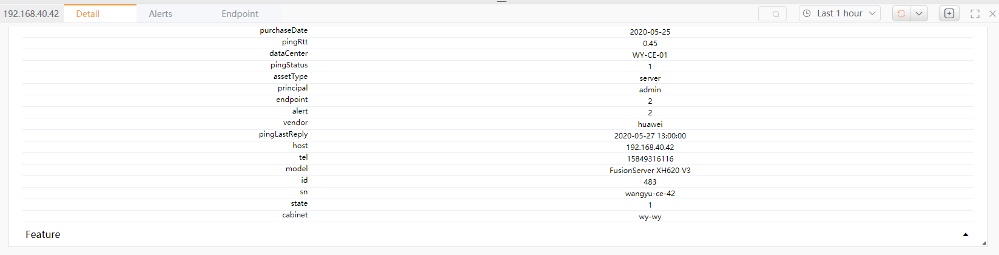 192.168.40.42 Detail Alerts Endpoint Last 1 hour
purchaseDate 2020-05-25
pingRtt 0.45
dataCenter WY-CE-01
pingStatus 1
assetType server
principal admin
endpoint 2
alert 2
vendor huawei
pingLastReply 2020-05-27 13:00:00
host 192.168.40.42
tel 15849316116
model FusionServer XH620 V3
id 483
sn wangyu-ce-42
state 1
cabinet wy-wy
Feature